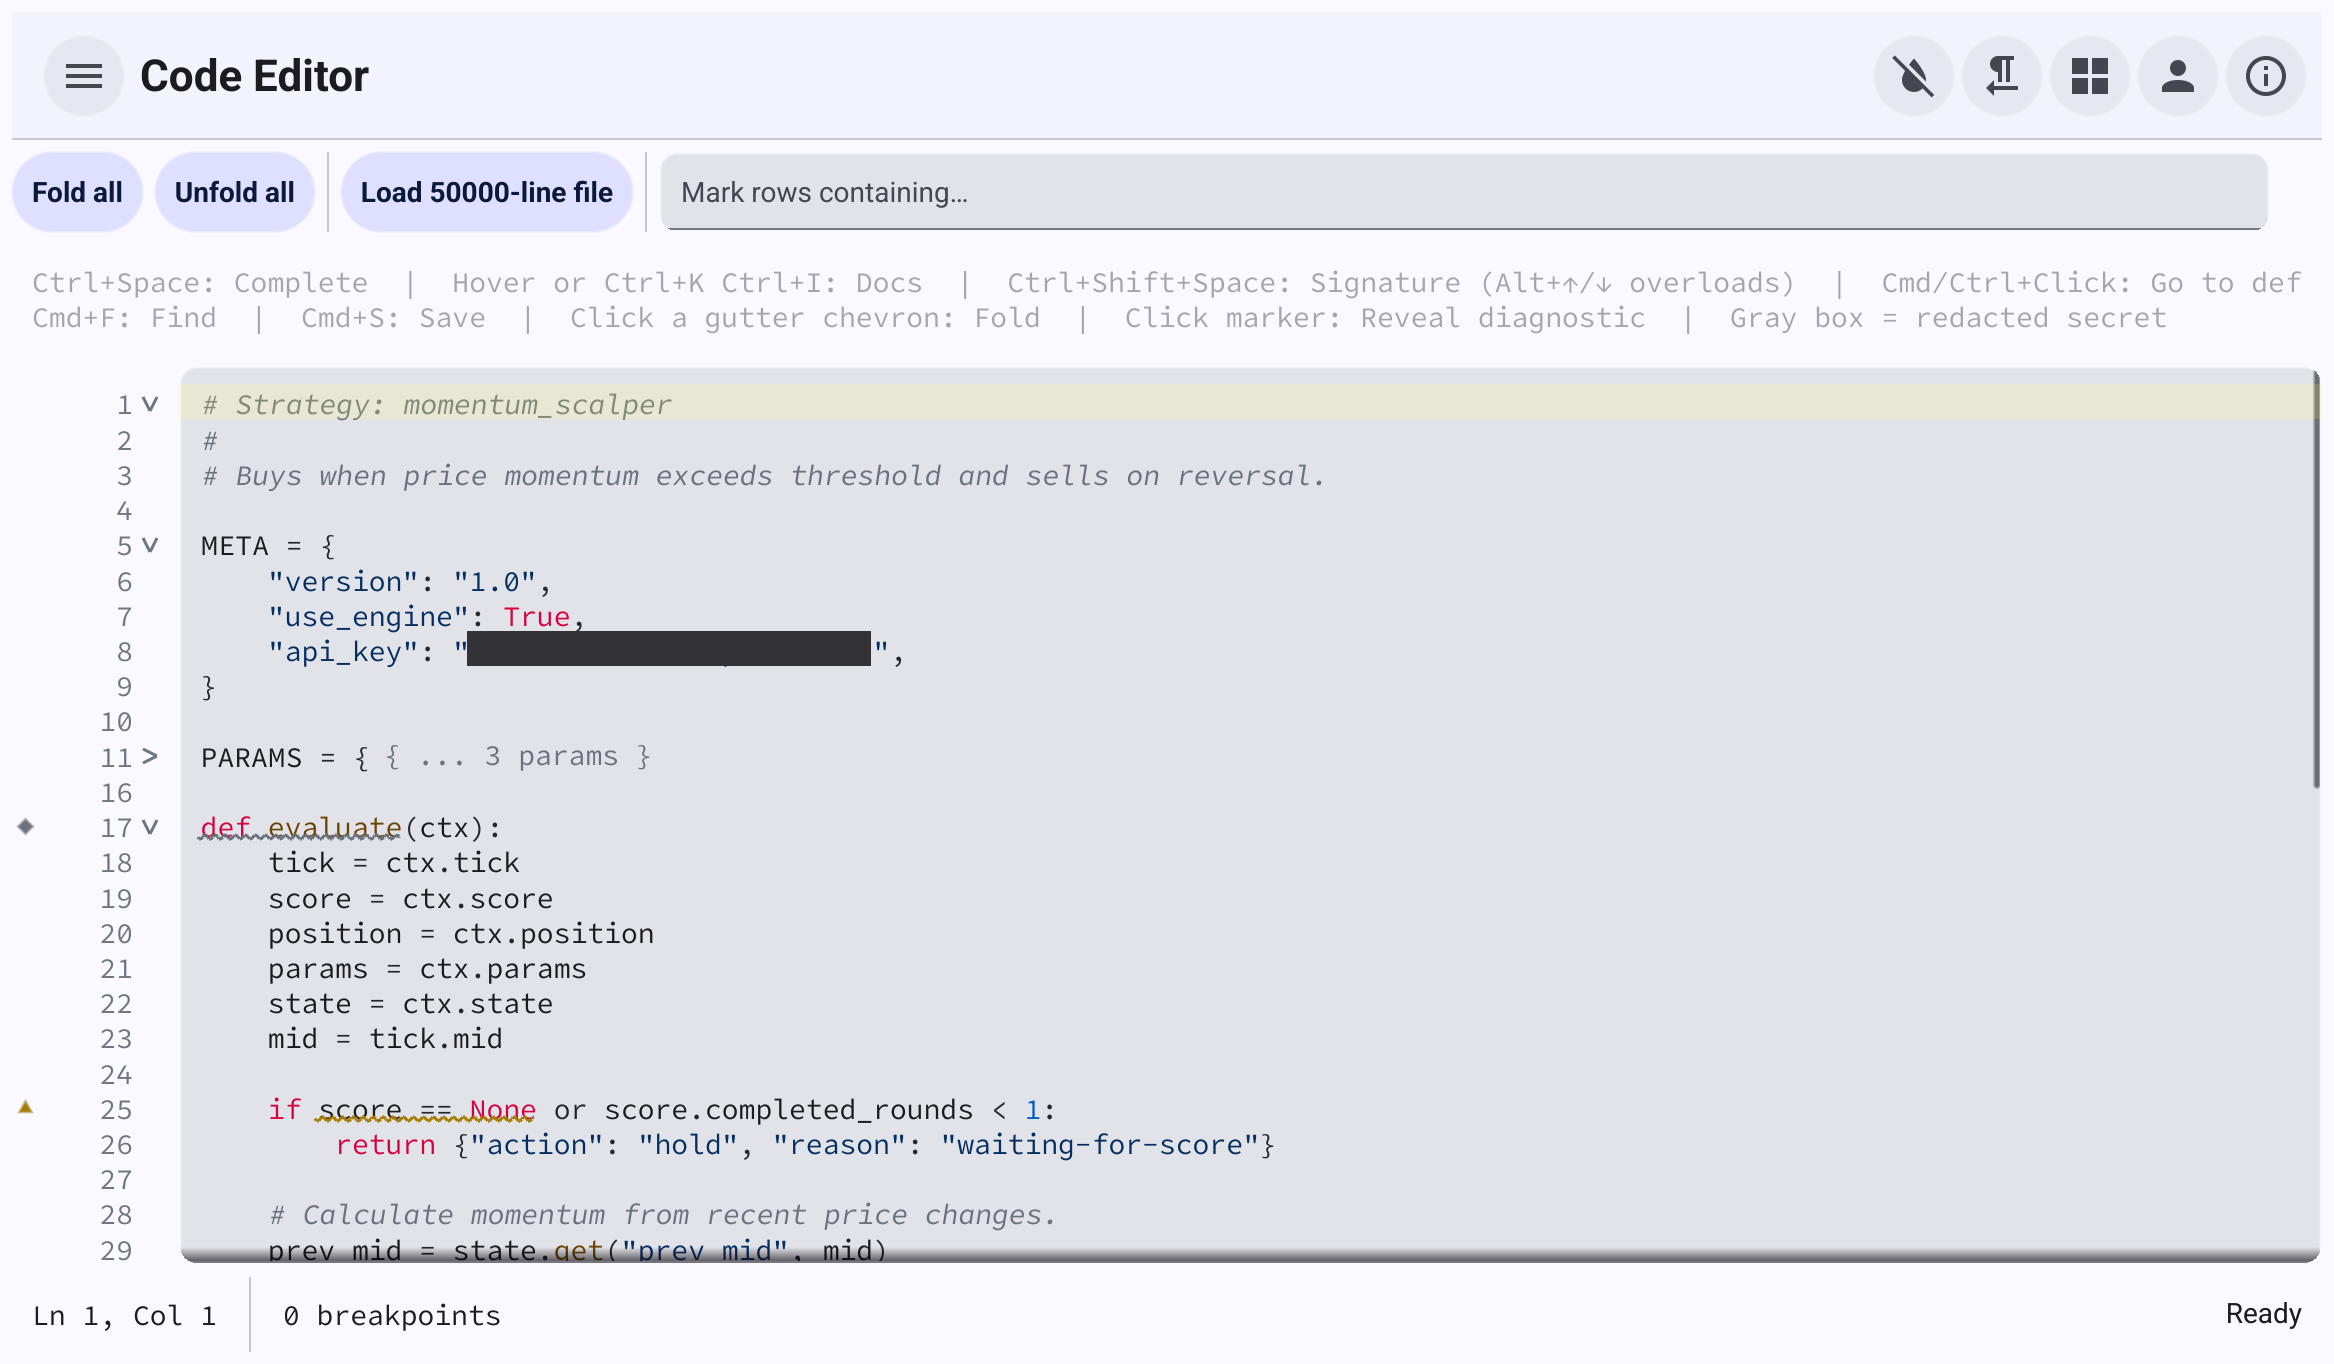 Code Editor
Fold all
Unfold all
Load 50000-line file
Mark rows containing…
Ctrl+Space: Complete | Hover or Ctrl+K Ctrl+I: Docs | Ctrl+Shift+Space: Signature (Alt+↑/↓ overloads) | Cmd/Ctrl+Click: Go to def
Cmd+F: Find | Cmd+S: Save | Click a gutter chevron: Fold | Click marker: Reveal diagnostic | Gray box = redacted secret
1 # Strategy: momentum_scalper
2 #
3 # Buys when price momentum exceeds threshold and sells on reversal.
4
5 META = {
6     "version": "1.0",
7     "use_engine": True,
8     "api_key": "",
9 }
10
11 PARAMS = { { ... 3 params }
16
17 def evaluate(ctx):
18     tick = ctx.tick
19     score = ctx.score
20     position = ctx.position
21     params = ctx.params
22     state = ctx.state
23     mid = tick.mid
24
25     if score == None or score.completed_rounds < 1:
26         return {"action": "hold", "reason": "waiting-for-score"}
27
28     # Calculate momentum from recent price changes.
29     prev_mid = state.get("prev_mid", mid)
Ln 1, Col 1
0 breakpoints
Ready